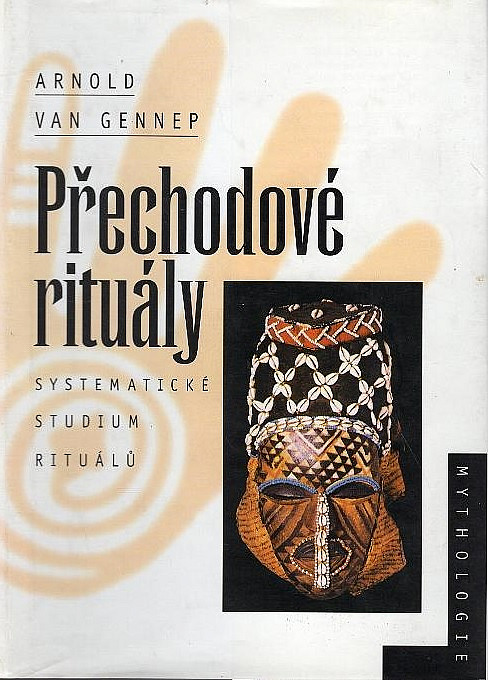 ARNOLD
VAN GENNEP
Přechodové
rituály
SYSTEMATICKÉ
STUDIUM
RITUÁLŮ
MYTHOLOGIE